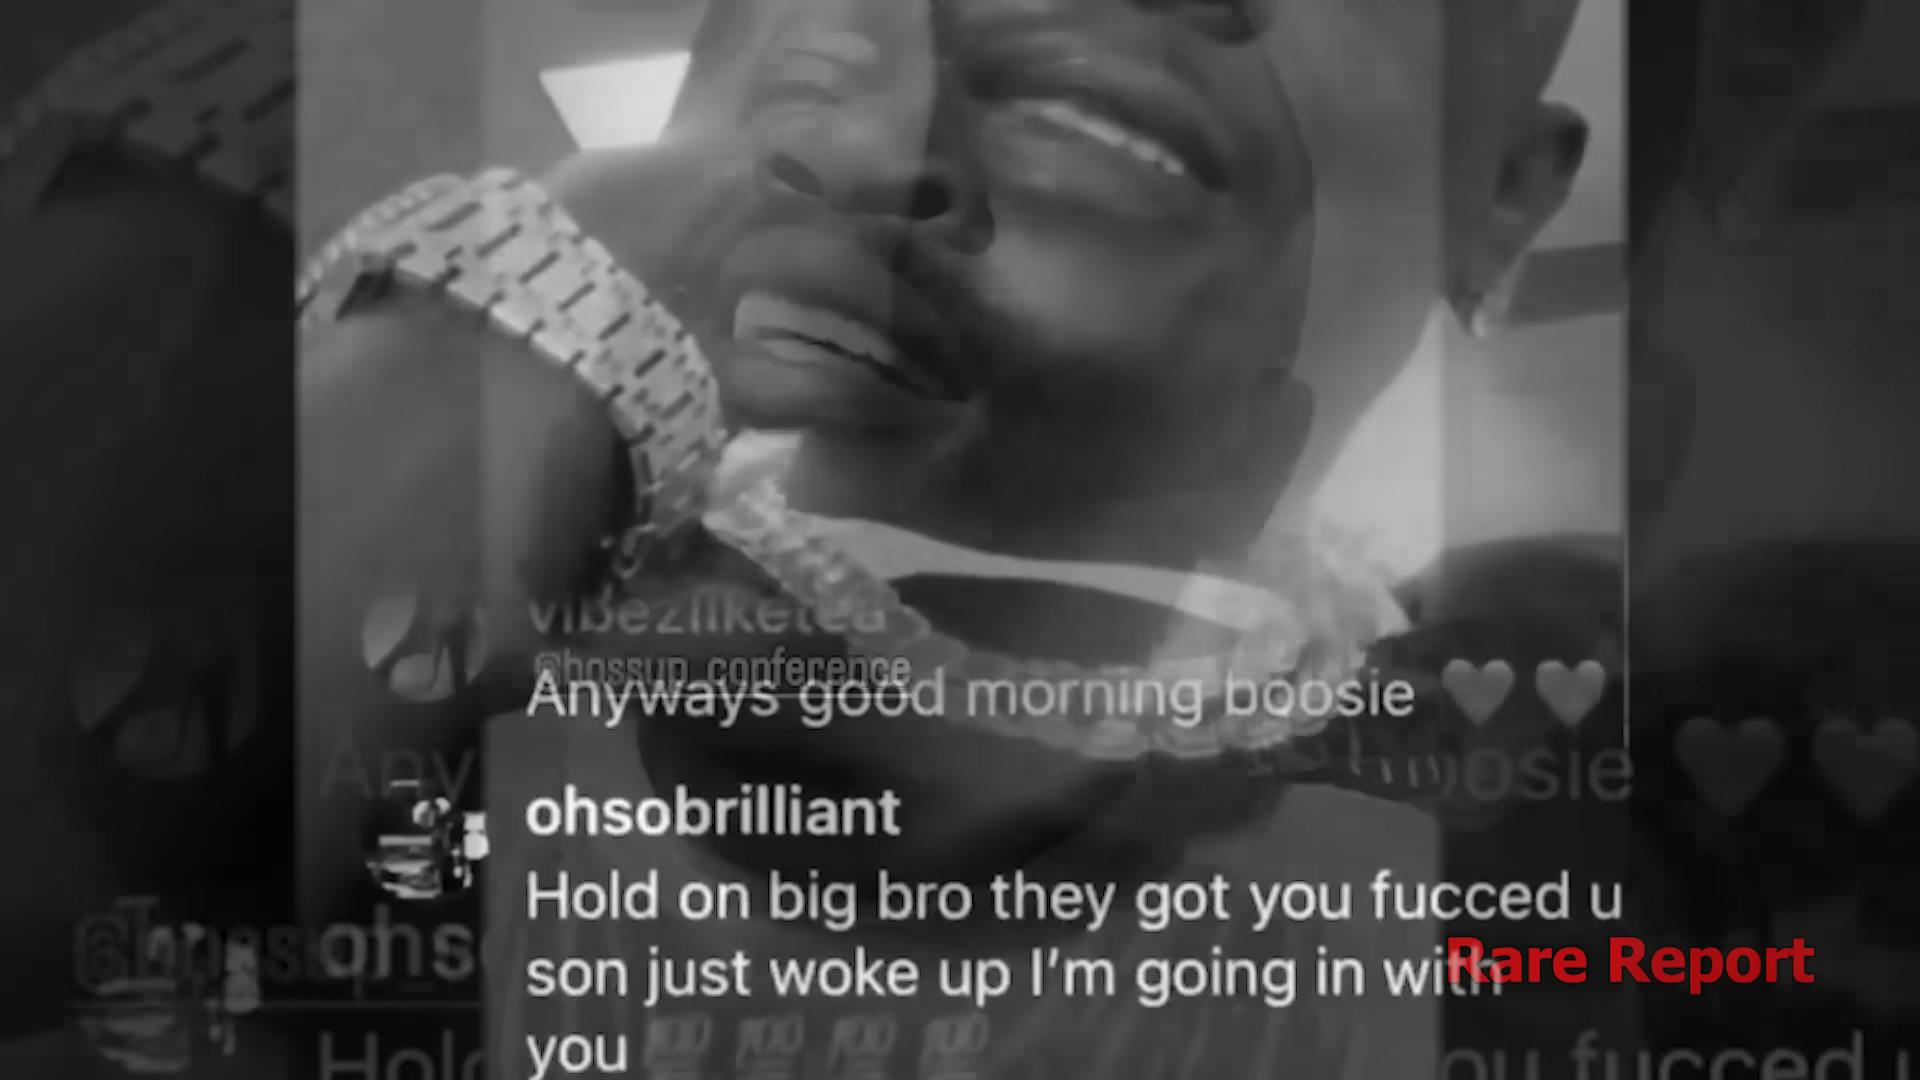 vibezliketea
@bossup_conference
Anyways good morning boosie
ohsobrilliant
Hold on big bro they got you fucced u
son just woke up I'm going in with
you 💯 💯 💯 💯
Rare Report